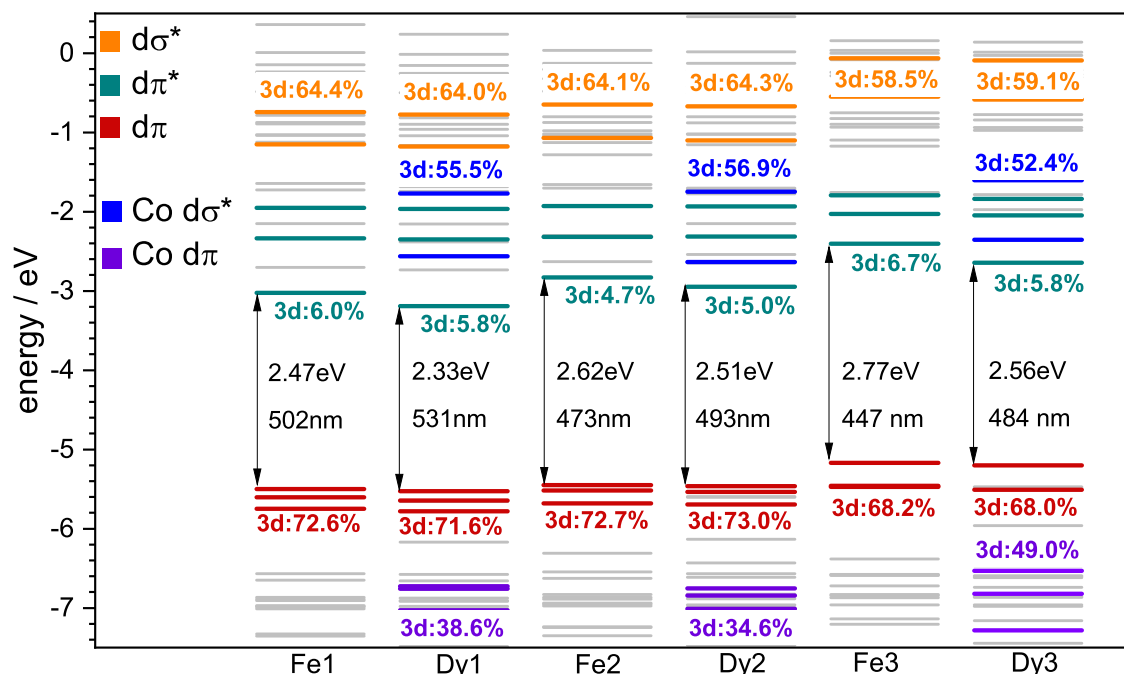 dσ*
dπ*
dπ
Co dσ*
Co dπ
energy / eV
0
-1
-2
-3
-4
-5
-6
-7
3d:64.4% 3d:64.0% 3d:64.1% 3d:64.3% 3d:58.5% 3d:59.1%
3d:55.5% 3d:56.9% 3d:52.4%
3d:6.0% 3d:5.8% 3d:4.7% 3d:5.0% 3d:6.7% 3d:5.8%
2.47eV 2.33eV 2.62eV 2.51eV 2.77eV 2.56eV
502nm 531nm 473nm 493nm 447 nm 484 nm
3d:72.6% 3d:71.6% 3d:72.7% 3d:73.0% 3d:68.2% 3d:68.0%
3d:49.0%
3d:38.6% 3d:34.6%
Fe1 Dy1 Fe2 Dy2 Fe3 Dy3